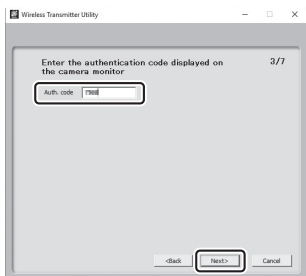 Wireless Transmitter Utility
Enter the authentication code displayed on
the camera monitor
3/7
Auth. code
<Back
Next>
Cancel